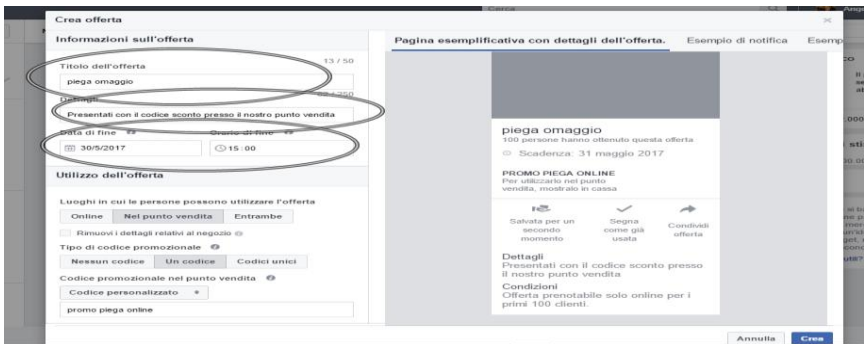 Cerca
Crea offerta
Informazioni sull'offerta
Titolo dell'offerta
13 / 50
piega omaggio
Dettagli
Presentati con il codice sconto presso il nostro punto vendita
Data di fine
Orario di fine
30/5/2017
15:00
Utilizzo dell'offerta
Luoghi in cui le persone possono utilizzare l'offerta
Online
Nel punto vendita
Entrambe
Rimuovi i dettagli relativi al negozio
Tipo di codice promozionale
Nessun codice
Un codice
Codici unici
Codice promozionale nel punto vendita
Codice personalizzato
promo piega online
Pagina esemplificativa con dettagli dell'offerta.
Esempio di notifica
Esemp
piega omaggio
100 persone hanno ottenuto questa offerta
Scadenza: 31 maggio 2017
PROMO PIEGA ONLINE
Per utilizzarlo nel punto
vendita, mostralo in cassa
Salvata per un
secondo
momento
Segna
come già
usata
Condividi
offerta
Dettagli
Presentati con il codice sconto presso
il nostro punto vendita
Condizioni
Offerta prenotabile solo online per i
primi 100 clienti.
Annulla
Crea